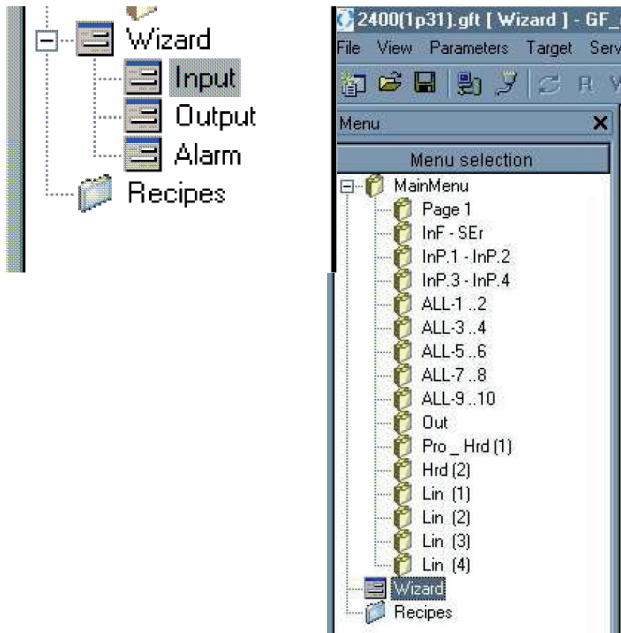 Wizard
Input
Output
Alarm
Recipes
2400(1p31).gft [ Wizard ] - GF_
File View Parameters Target Serv
R
Menu
Menu selection
MainMenu
Page 1
InF - SEr
InP.1 - InP.2
InP.3 - InP.4
ALL-1 ..2
ALL-3 ..4
ALL-5 ..6
ALL-7 ..8
ALL-9 ..10
Out
Pro _ Hrd (1)
Hrd (2)
Lin (1)
Lin (2)
Lin (3)
Lin (4)
Wizard
Recipes